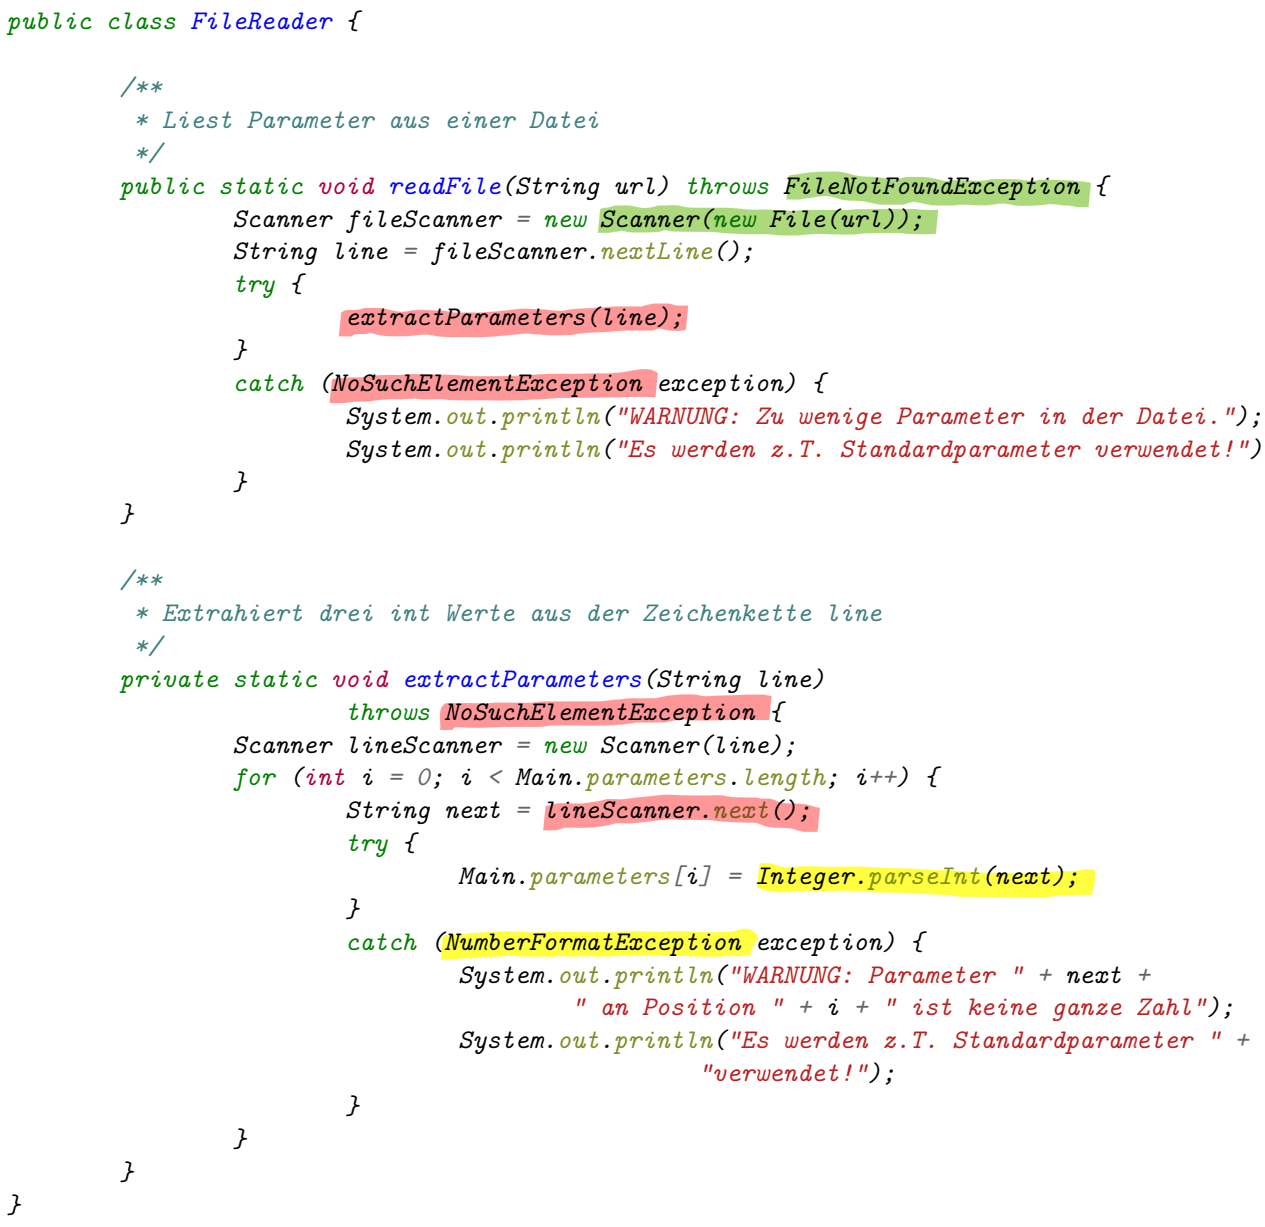 public class FileReader {
/**
* Liest Parameter aus einer Datei
*/
public static void readFile(String url) throws FileNotFoundException {
Scanner fileScanner = new Scanner(new File(url));
String line = fileScanner.nextLine();
try {
extractParameters(line);
}
catch (NoSuchElementException exception) {
System.out.println("WARNUNG: Zu wenige Parameter in der Datei.");
System.out.println("Es werden z.T. Standardparameter verwendet!")
}
}
/**
* Extrahiert drei int Werte aus der Zeichenkette line
*/
private static void extractParameters(String line)
throws NoSuchElementException {
Scanner lineScanner = new Scanner(line);
for (int i = 0; i < Main.parameters.length; i++) {
String next = lineScanner.next();
try {
Main.parameters[i] = Integer.parseInt(next);
}
catch (NumberFormatException exception) {
System.out.println("WARNUNG: Parameter " + next +
" an Position " + i + " ist keine ganze Zahl");
System.out.println("Es werden z.T. Standardparameter " +
"verwendet!");
}
}
}
}